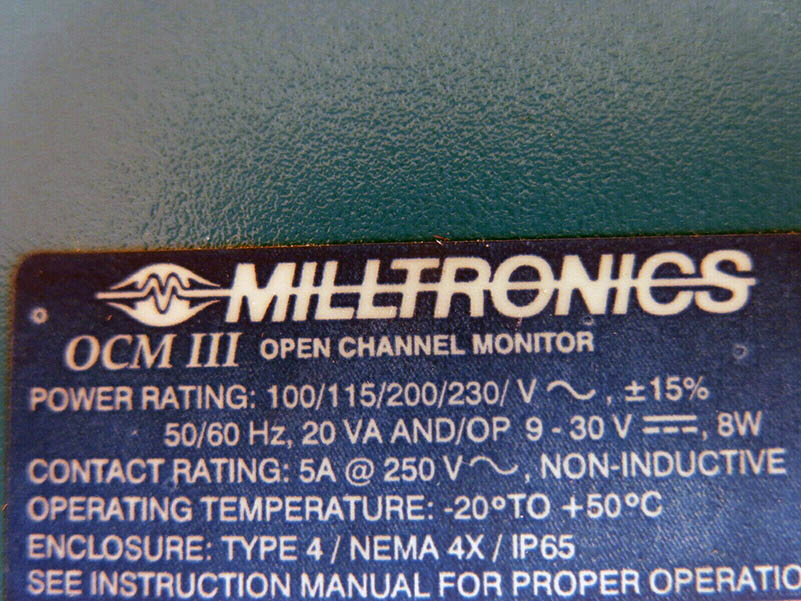 MILLTRONICS
OCM III OPEN CHANNEL MONITOR
POWER RATING: 100/115/200/230/ V ~, ±15%
50/60 Hz, 20 VA AND/OP 9 - 30 V ⎓, 8W
CONTACT RATING: 5A @ 250 V ~, NON-INDUCTIVE
OPERATING TEMPERATURE: -20°TO +50°C
ENCLOSURE: TYPE 4 / NEMA 4X / IP65
SEE INSTRUCTION MANUAL FOR PROPER OPERATIO